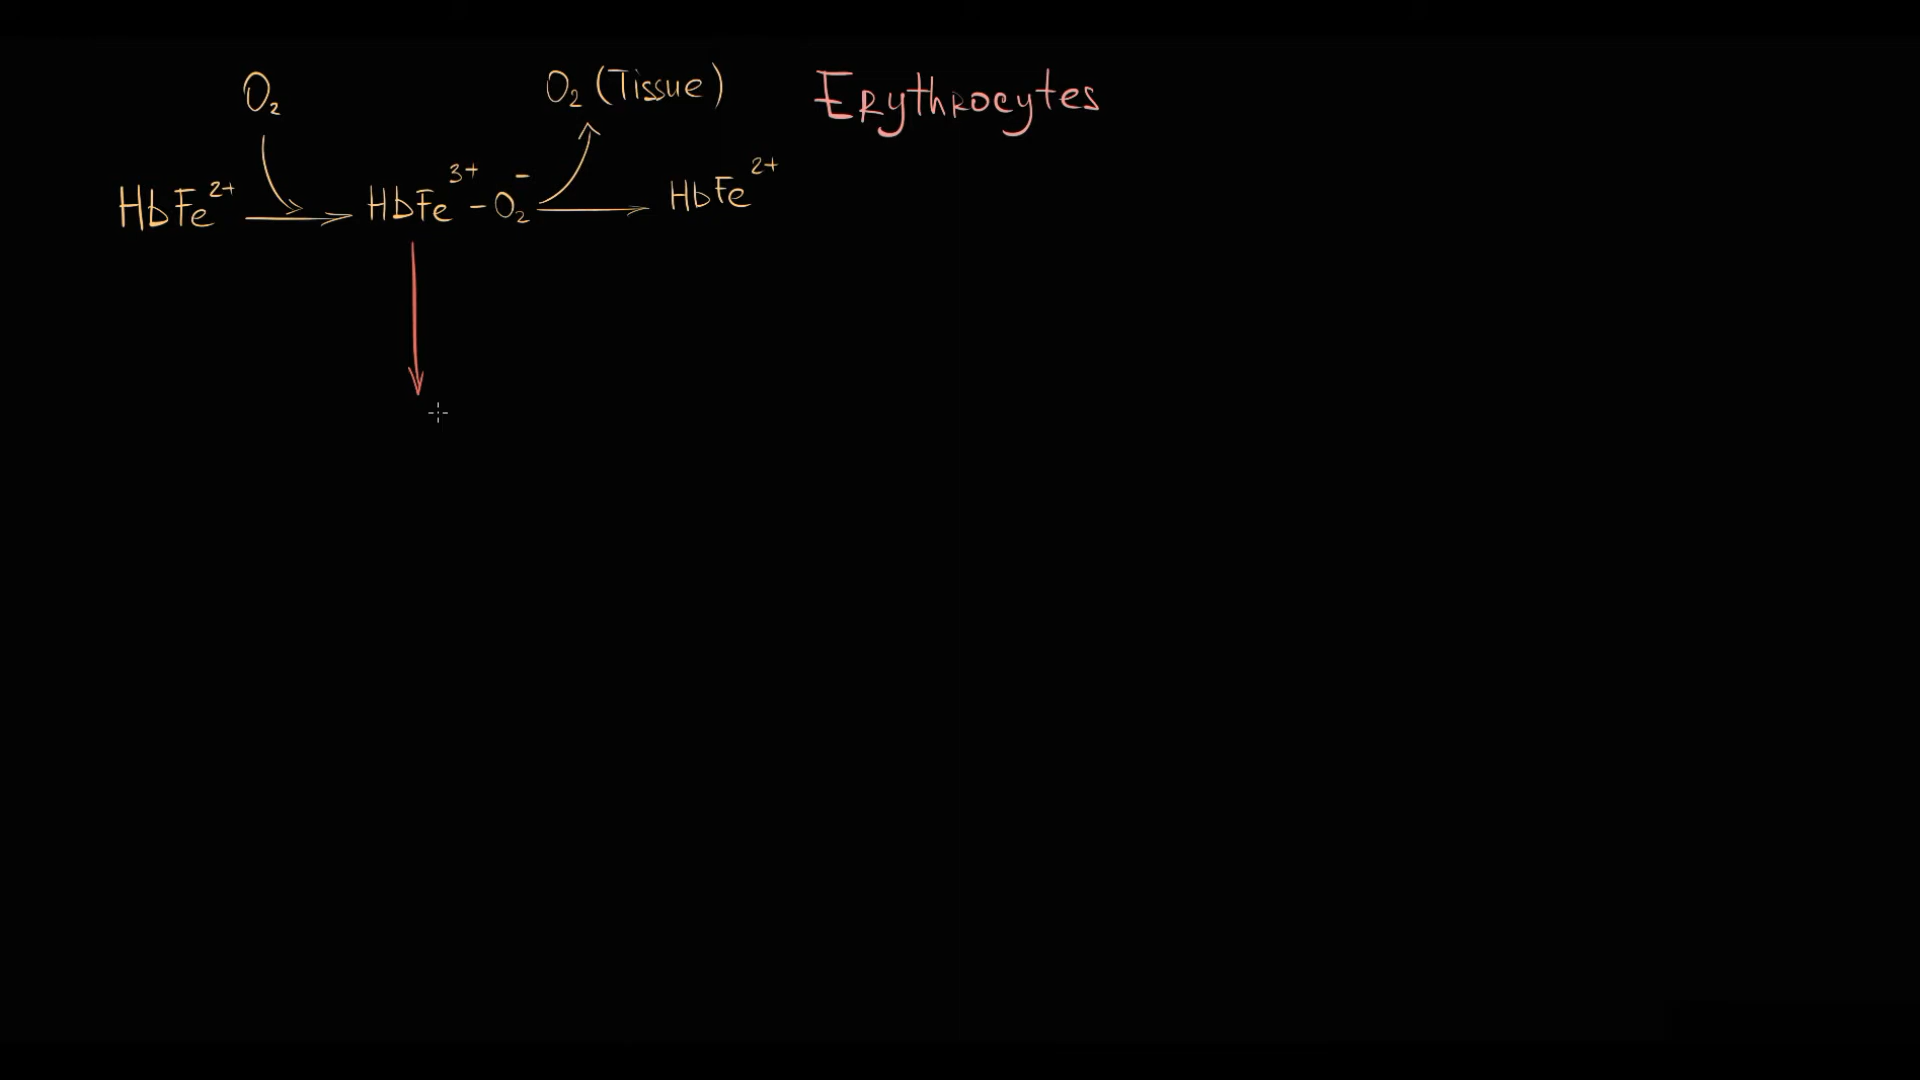 O₂ O₂ (Tissue) Erythrocytes
HbFe²⁺ HbFe³⁺-O₂⁻ HbFe²⁺